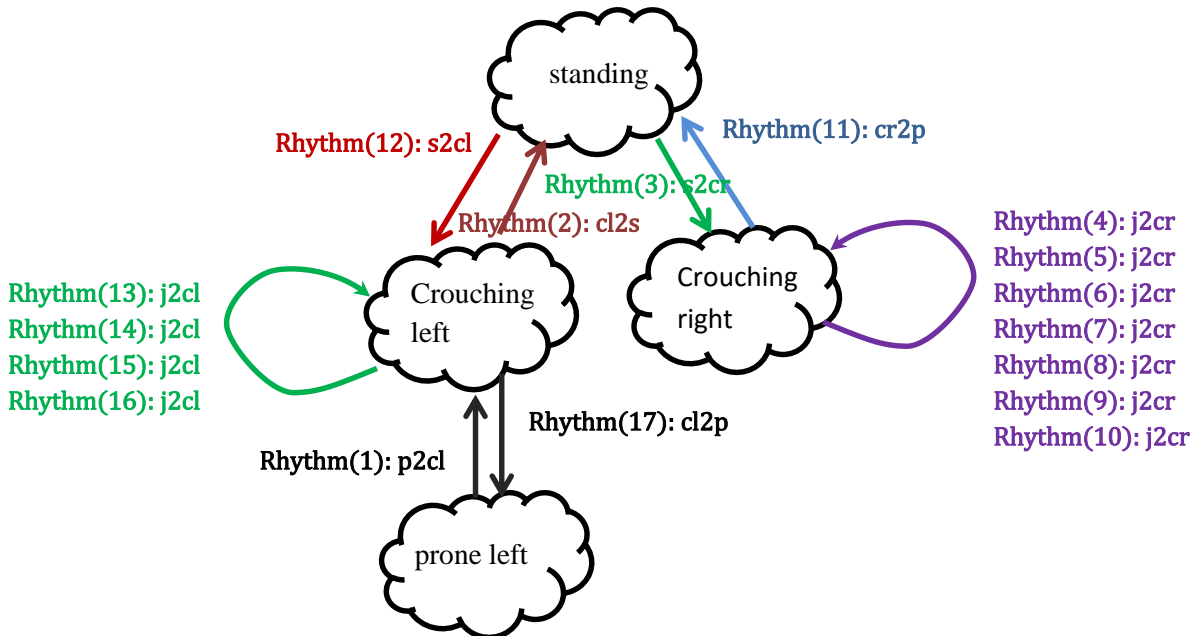 standing
Rhythm(12): s2cl
Rhythm(11): cr2p
Rhythm(3): s2cr
Rhythm(2): cl2s
Crouching
left
Crouching
right
Rhythm(13): j2cl
Rhythm(14): j2cl
Rhythm(15): j2cl
Rhythm(16): j2cl
Rhythm(4): j2cr
Rhythm(5): j2cr
Rhythm(6): j2cr
Rhythm(7): j2cr
Rhythm(8): j2cr
Rhythm(9): j2cr
Rhythm(10): j2cr
Rhythm(17): cl2p
Rhythm(1): p2cl
prone left